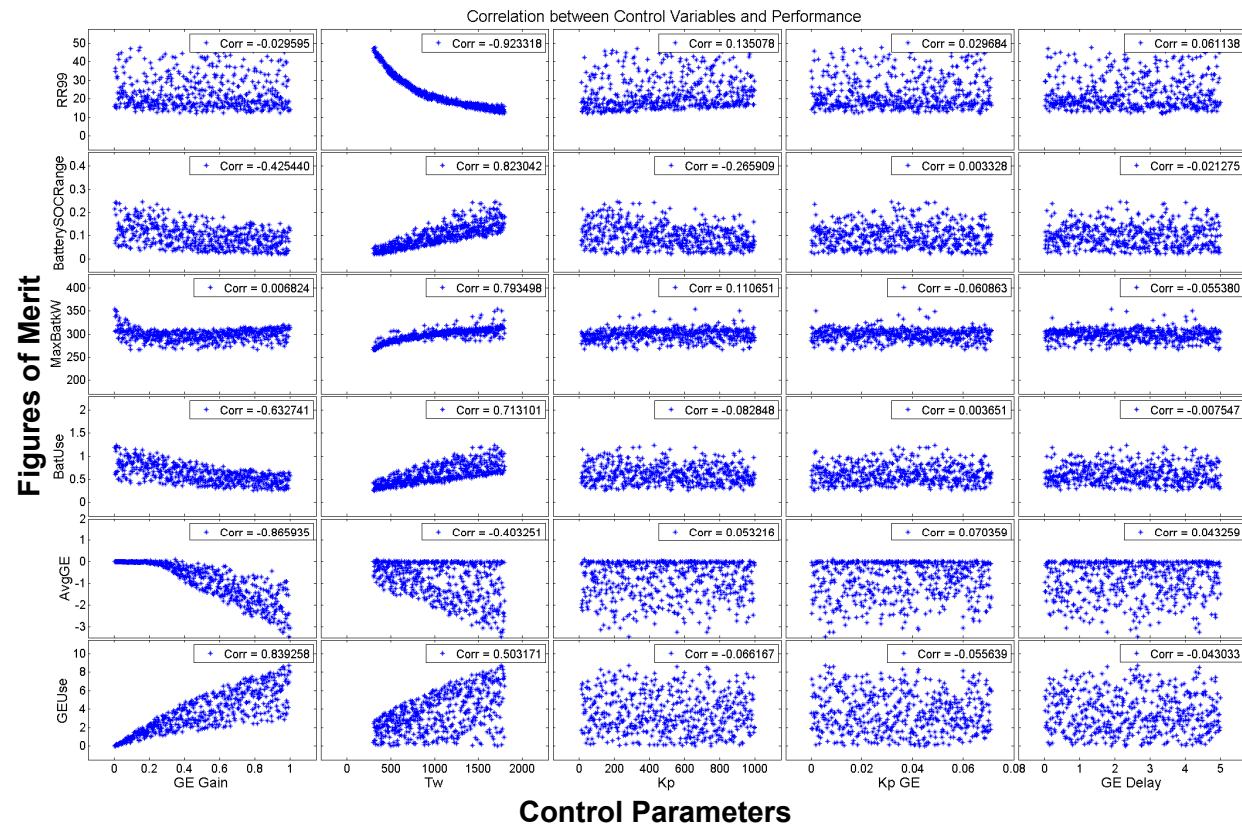 Correlation between Control Variables and Performance
Figures of Merit
RR99
50
40
30
20
10
0
Corr = -0.029595
Corr = -0.923318
Corr = 0.135078
Corr = 0.029684
Corr = 0.061138
BatterySOCRange
0.4
0.3
0.2
0.1
0
Corr = -0.425440
Corr = 0.823042
Corr = -0.265909
Corr = 0.003328
Corr = -0.021275
MaxBatkW
400
350
300
250
200
Corr = 0.006824
Corr = 0.793498
Corr = 0.110651
Corr = -0.060863
Corr = -0.055380
BatUse
2
1.5
1
0.5
0
Corr = -0.632741
Corr = 0.713101
Corr = -0.082848
Corr = 0.003651
Corr = -0.007547
AvgGE
2
1
0
-1
-2
-3
Corr = -0.865935
Corr = -0.403251
Corr = 0.053216
Corr = 0.070359
Corr = 0.043259
GEUse
10
8
6
4
2
0
Corr = 0.839258
Corr = 0.503171
Corr = -0.066167
Corr = -0.055639
Corr = -0.043033
0 0.2 0.4 0.6 0.8 1
0 500 1000 1500 2000
0 200 400 600 800 1000
0 0.02 0.04 0.06 0.08
0 1 2 3 4 5
GE Gain
Tw
Kp
Kp GE
GE Delay
Control Parameters